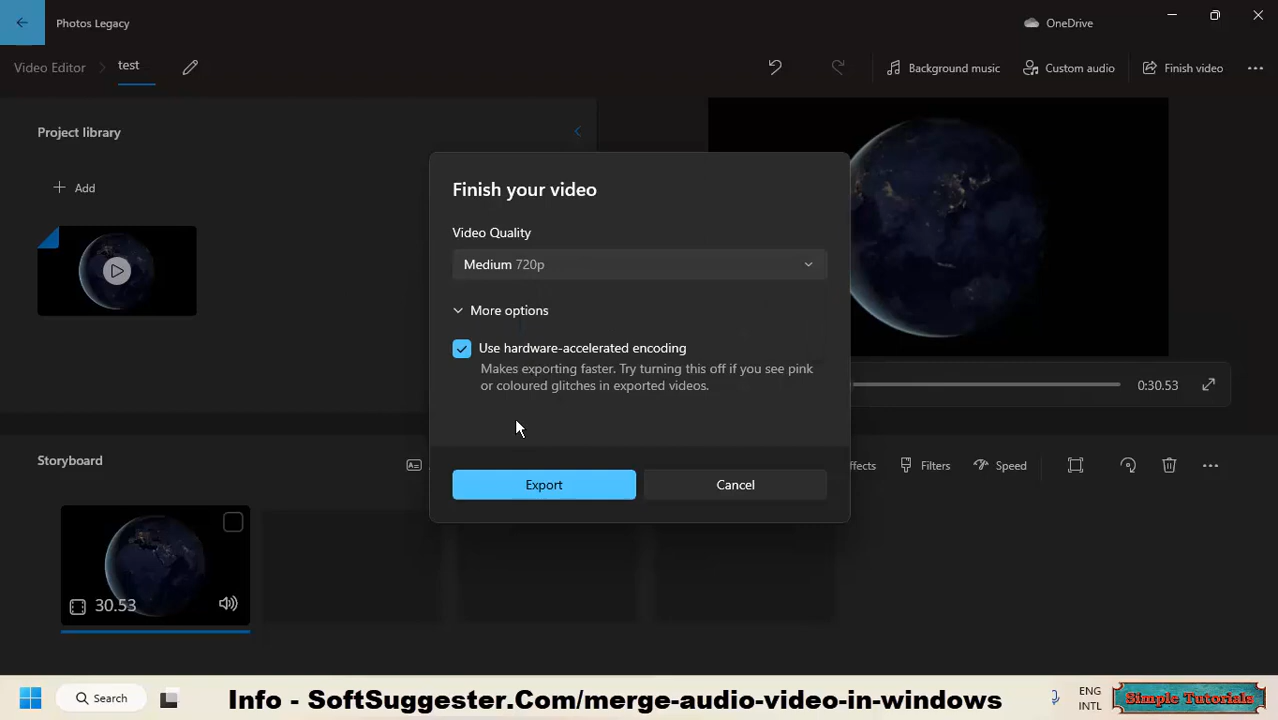 Photos Legacy
OneDrive
Video Editor
test
Background music
Custom audio
Finish video
Project library
Add
Finish your video
Video Quality
Medium 720p
More options
Use hardware-accelerated encoding
Makes exporting faster. Try turning this off if you see pink
or coloured glitches in exported videos.
Export
Cancel
0:30.53
Storyboard
ffects
Filters
Speed
30.53
Search
Info - SoftSuggester.Com/merge-audio-video-in-windows
ENG
INTL
Simple Tutorials